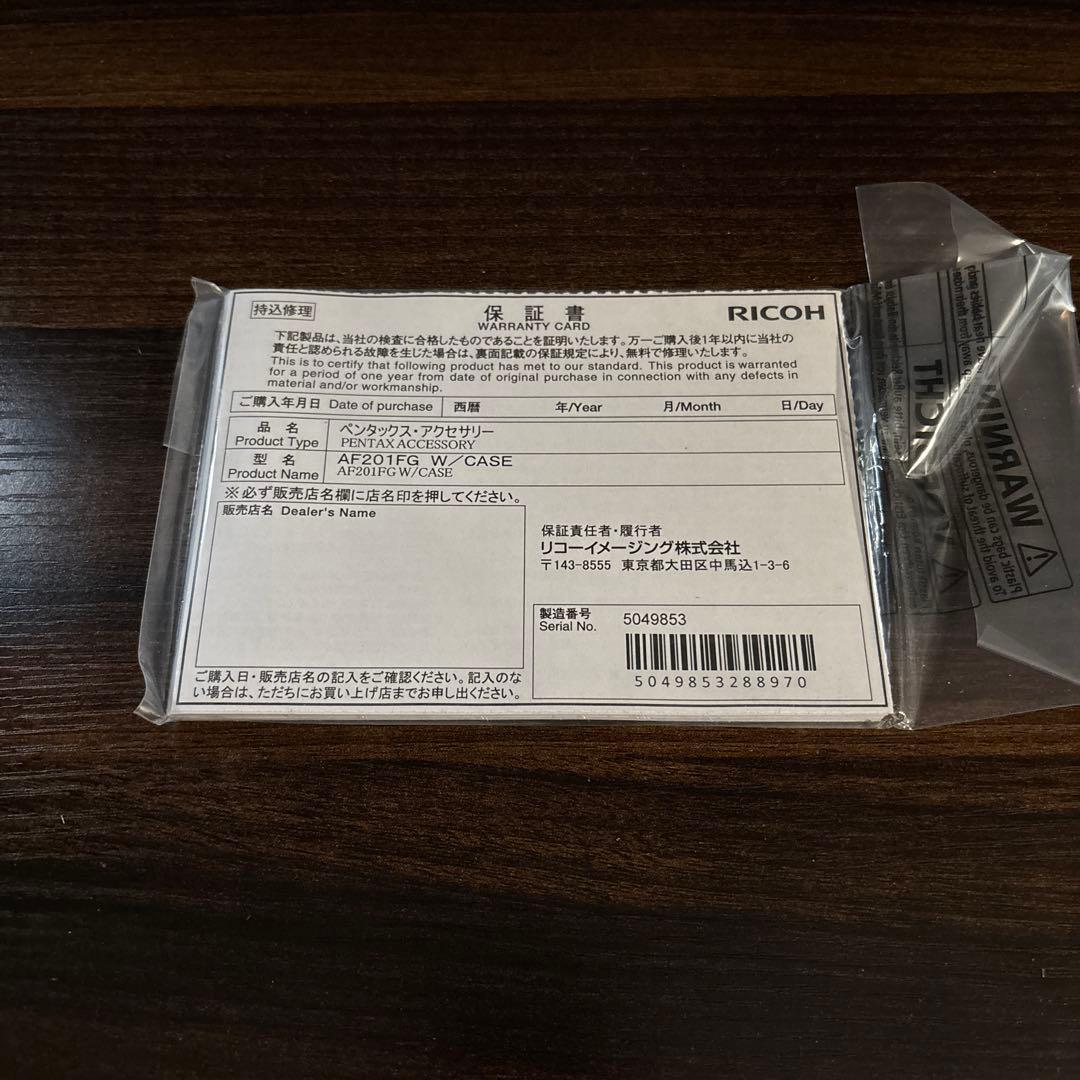 持込修理
保証書
WARRANTY CARD
RICOH
下記製品は、当社の検査に合格したものであることを証明いたします。万一ご購入後1年以内に当社の
責任と認められる故障を生じた場合は、裏面記載の保証規定により、無料で修理いたします。
This is to certify that following product has met to our standard. This product is warranted
for a period of one year from date of original purchase in connection with any defects in
material and/or workmanship.
ご購入年月日 Date of purchase 西暦 年/Year 月/Month 日/Day
品名 ペンタックス・アクセサリー
Product Type PENTAX ACCESSORY
型名 AF201FG W/CASE
Product Name AF201FG W/CASE
※必ず販売店名欄に店名印を押してください。
販売店名 Dealer's Name
保証責任者・履行者
リコーイメージング株式会社
〒143-8555 東京都大田区中馬込1-3-6
製造番号 5049853
Serial No.
5049853288970
ご購入日・販売店名の記入をご確認ください。記入のな
い場合は、ただちにお買い上げ店までお申し出ください。
WARNING
Plastic bags can be dangerous.